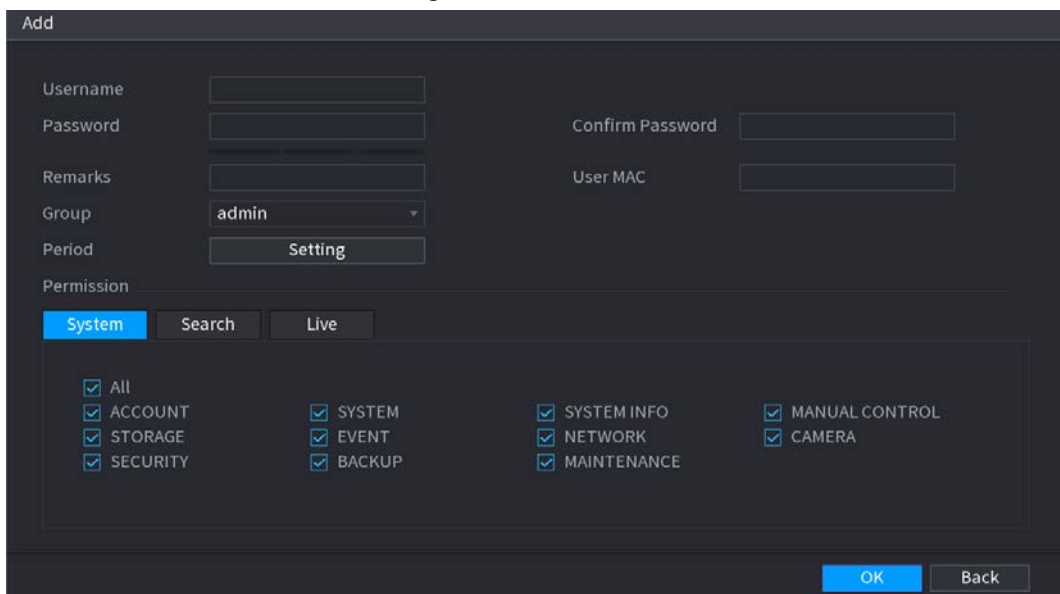 Add
Username
Password Confirm Password
Remarks User MAC
Group admin
Period Setting
Permission
System Search Live
All
ACCOUNT SYSTEM SYSTEM INFO MANUAL CONTROL
STORAGE EVENT NETWORK CAMERA
SECURITY BACKUP MAINTENANCE
OK Back